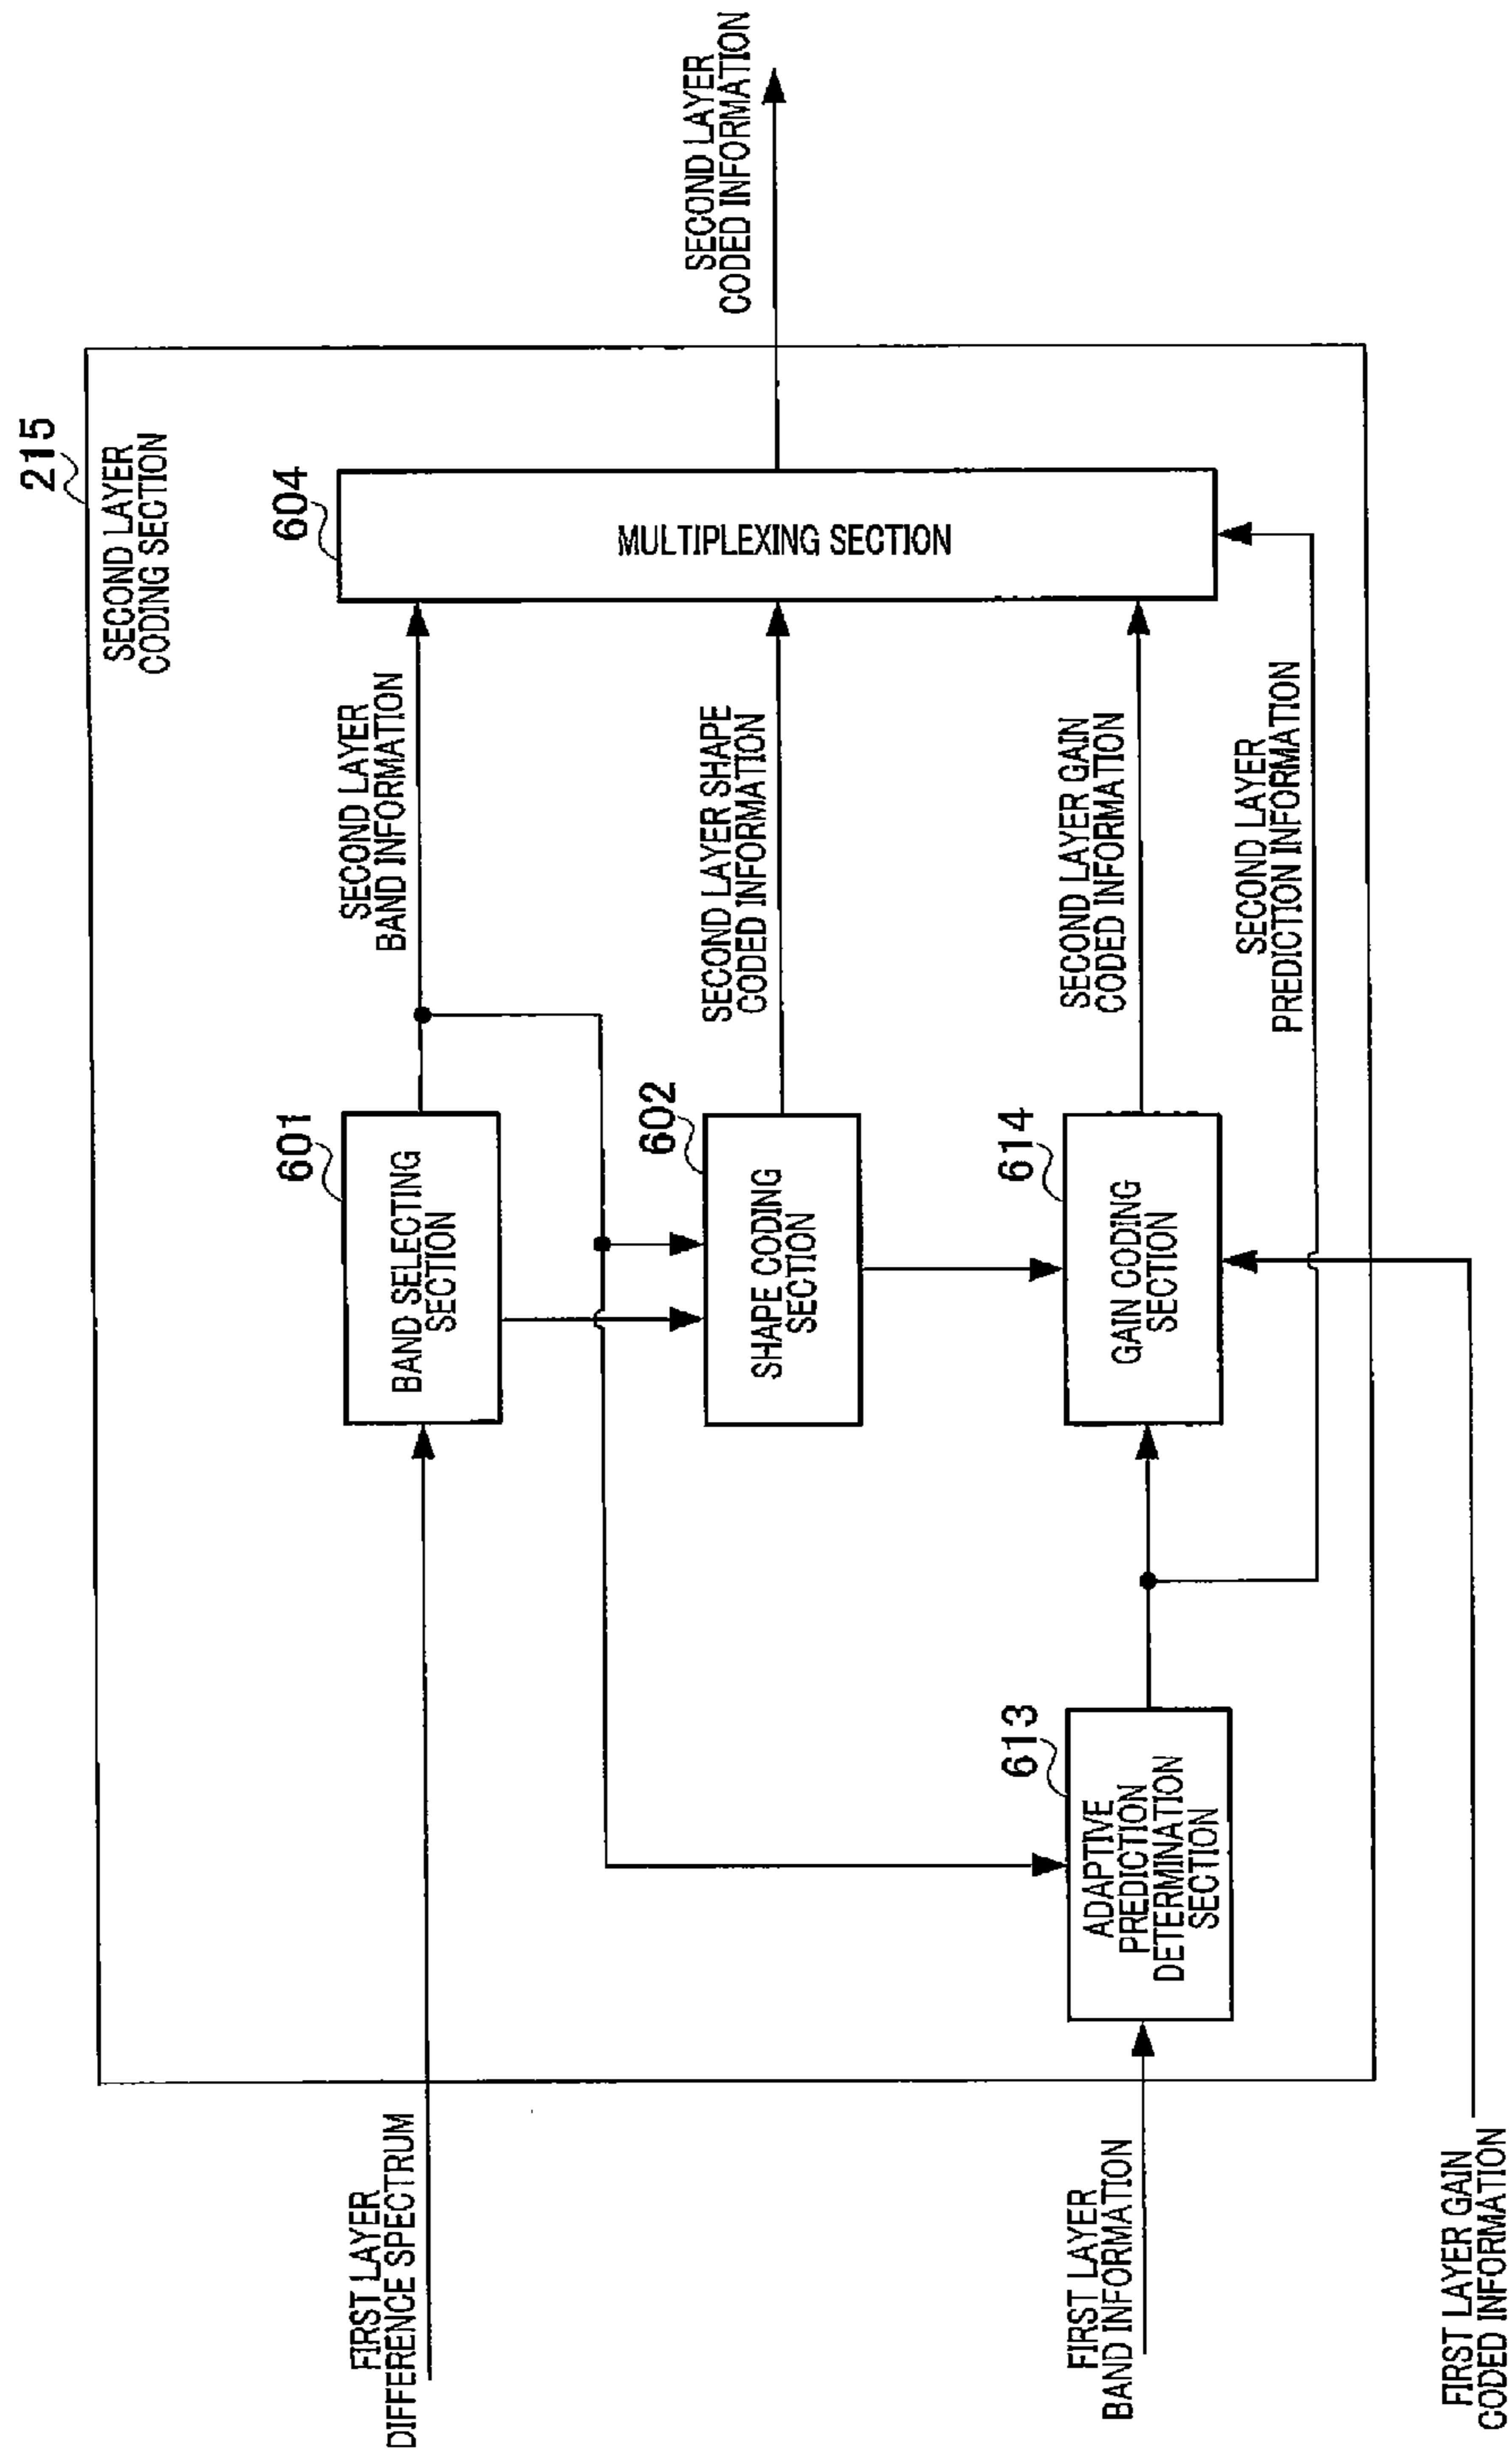 215
SECOND LAYER
CODING SECTION
FIRST LAYER
DIFFERENCE SPECTRUM
601
BAND SELECTING
SECTION
SECOND LAYER
BAND INFORMATION
604
MULTIPLEXING SECTION
SECOND LAYER
CODED INFORMATION
602
SHAPE CODING
SECTION
SECOND LAYER SHAPE
CODED INFORMATION
FIRST LAYER
BAND INFORMATION
613
ADAPTIVE
PREDICTION
DETERMINATION
SECTION
614
GAIN CODING
SECTION
SECOND LAYER GAIN
CODED INFORMATION
SECOND LAYER
PREDICTION INFORMATION
FIRST LAYER GAIN
CODED INFORMATION